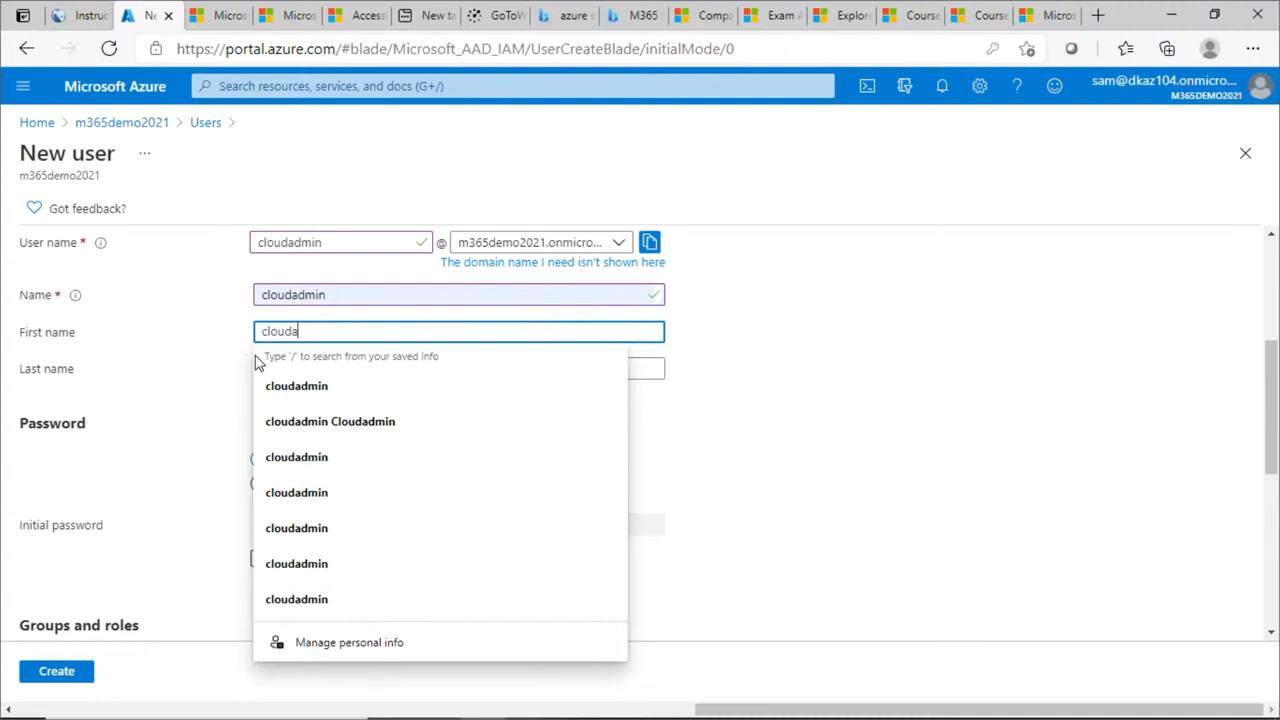 Instruc
Ne
Micros
Micros
Access
New ta
GoToW
azure s
M365
Compa
Exam A
Explor
Course
Course
Micros
https://portal.azure.com/#blade/Microsoft_AAD_IAM/UserCreateBlade/initialMode/0
Microsoft Azure
Search resources, services, and docs (G+/)
sam@dkaz104.onmicro...
M365DEMO2021
Home > m365demo2021 > Users >
New user ...
m365demo2021
Got feedback?
User name *
cloudadmin
@
m365demo2021.onmicro...
The domain name I need isn't shown here
Name *
cloudadmin
First name
clouda
Type '/' to search from your saved info
Last name
cloudadmin
cloudadmin Cloudadmin
Password
cloudadmin
cloudadmin
Initial password
cloudadmin
cloudadmin
cloudadmin
Groups and roles
Manage personal info
Create